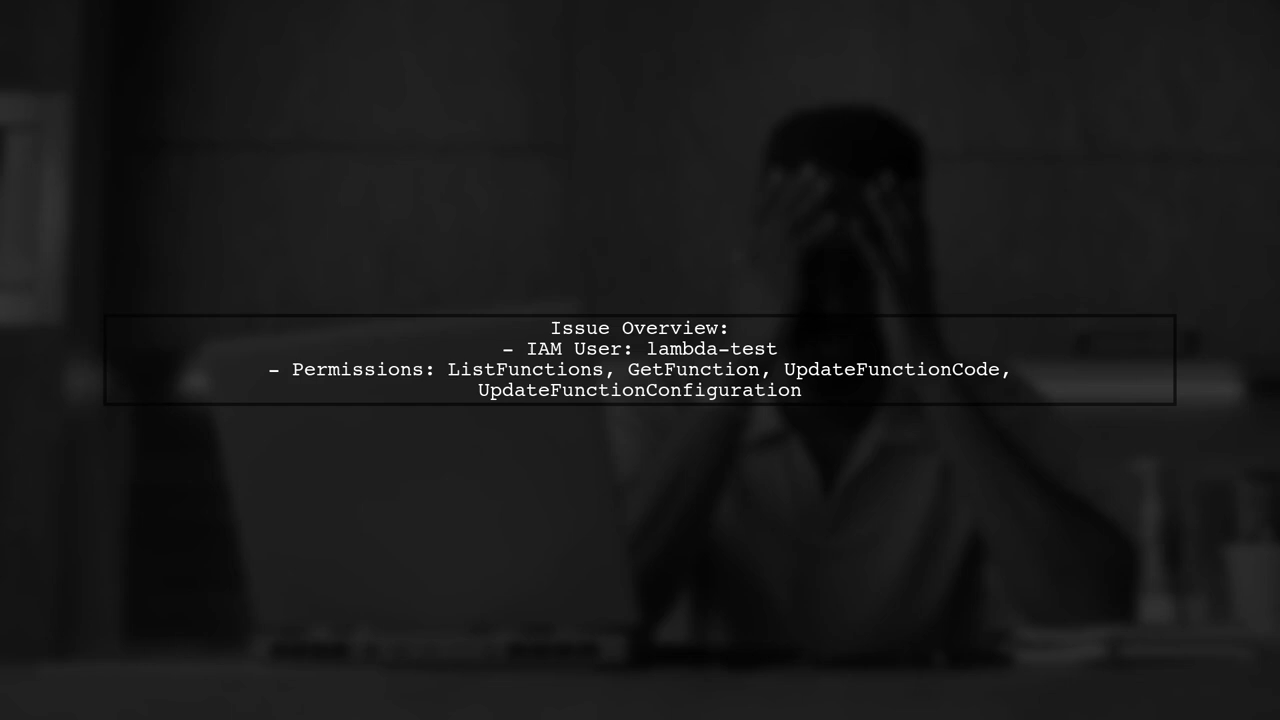 Issue Overview:
- IAM User: lambda-test
- Permissions: ListFunctions, GetFunction, UpdateFunctionCode,
UpdateFunctionConfiguration